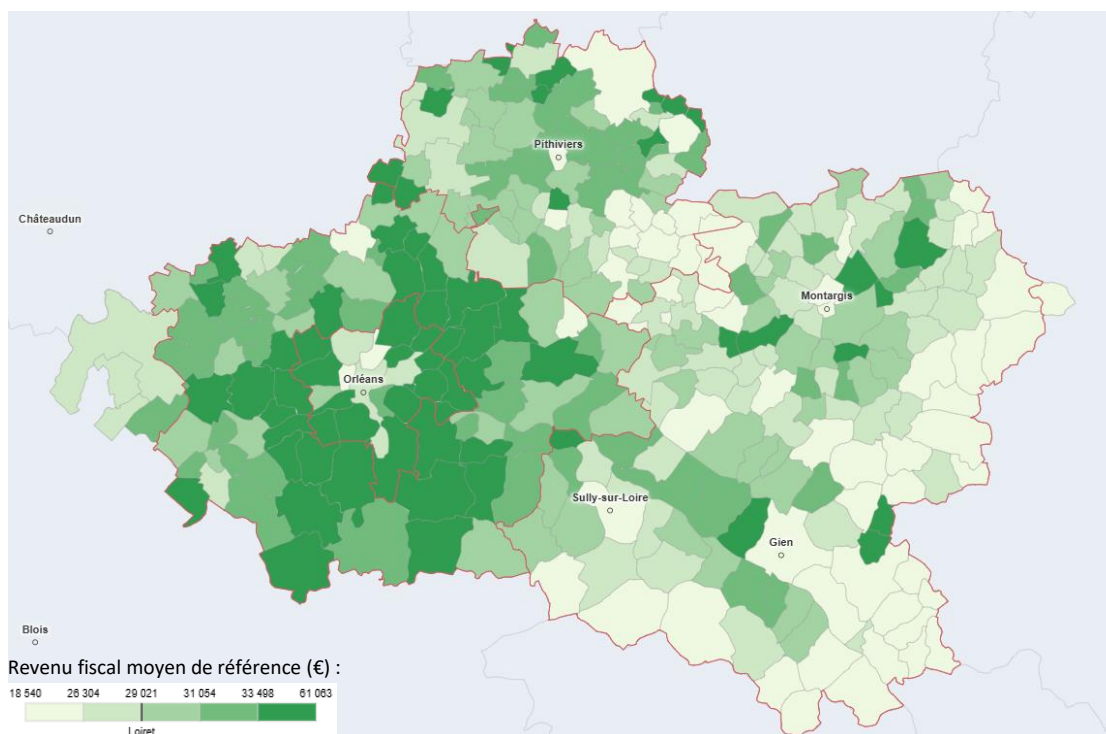 Pithiviers
Châteaudun
Montargis
Orléans
Sully-sur-Loire
Gien
Blois
Revenu fiscal moyen de référence (€) :
18 540 26 304 29 021 31 054 33 498 61 063
Loiret